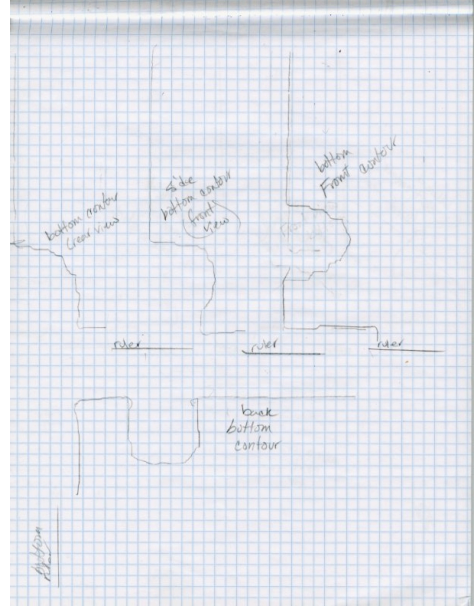 bottom contour
(rear view
side
bottom contour
front
view
bottom
Front contour
ruler
ruler
ruler
back
bottom
contour